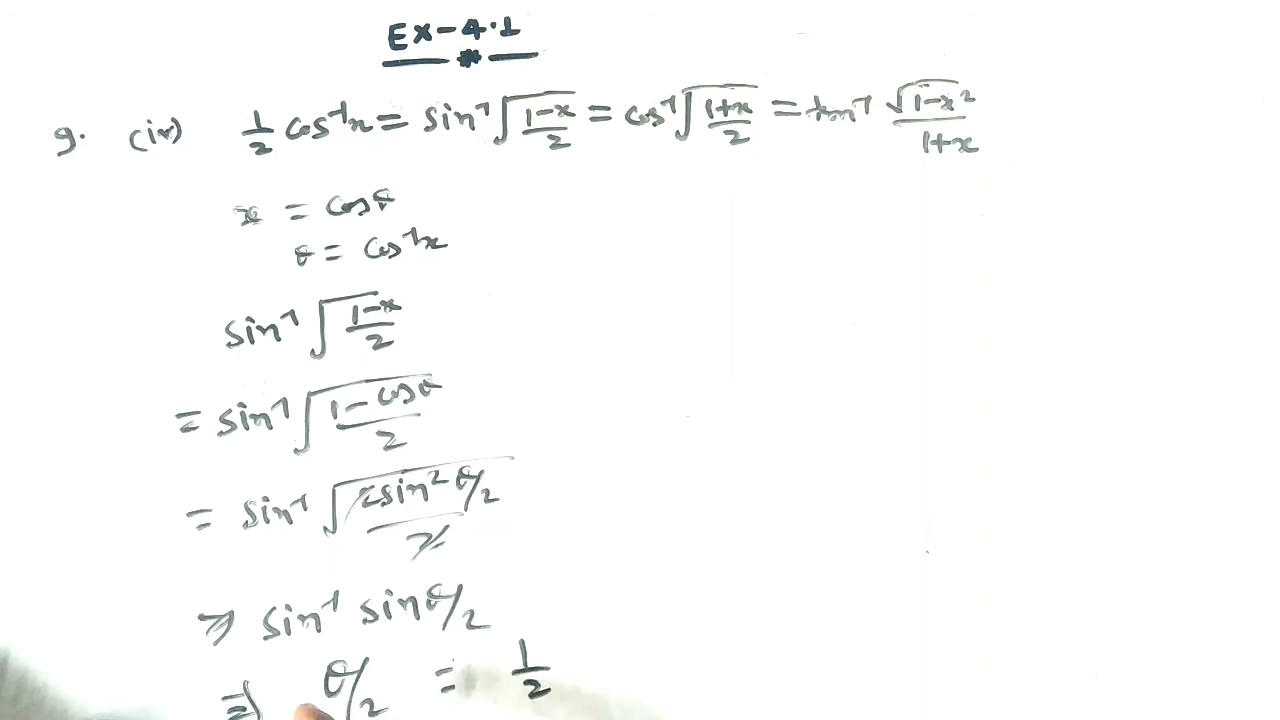 Ex-4.1
9. (iv) 1/2 cos⁻¹x = sin⁻¹ √((1-x)/2) = cos⁻¹ √((1+x)/2) = tan⁻¹ √(1-x²)/(1+x)
x = cosθ
θ = cos⁻¹x
sin⁻¹ √((1-x)/2)
= sin⁻¹ √((1-cosθ)/2)
= sin⁻¹ √((2sin² θ/2)/2)
⇒ sin⁻¹ sin θ/2
⇒ θ/2 = 1/2